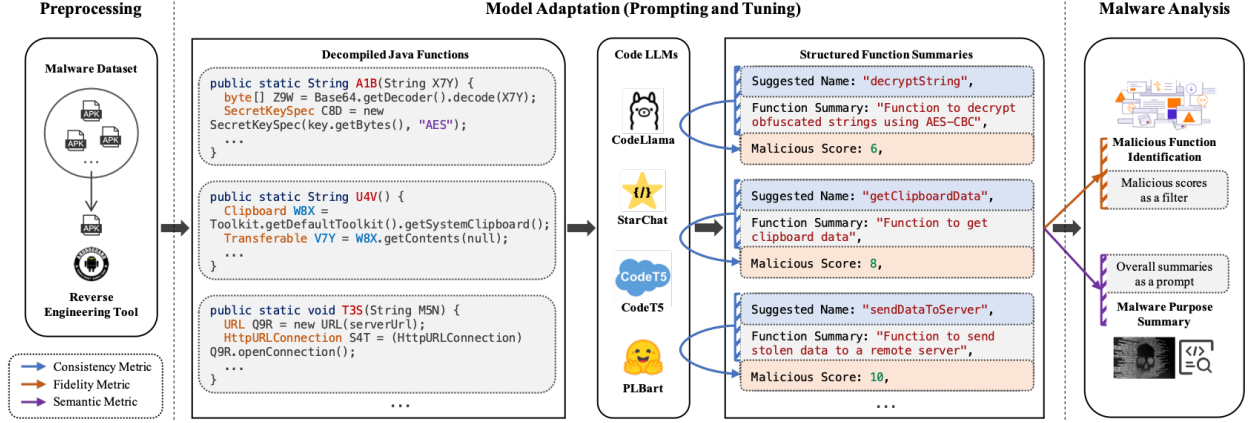 Preprocessing
Model Adaptation (Prompting and Tuning)
Malware Analysis
Malware Dataset
APK
APK
APK
...
APK
Reverse
Engineering Tool
Consistency Metric
Fidelity Metric
Semantic Metric
Decompiled Java Functions
public static String A1B(String X7Y) {
byte[] Z9W = Base64.getDecoder().decode(X7Y);
SecretKeySpec C8D = new
SecretKeySpec(key.getBytes(), "AES");
...
}
public static String U4V() {
Clipboard W8X =
Toolkit.getDefaultToolkit().getSystemClipboard();
Transferable V7Y = W8X.getContents(null);
...
}
public static void T3S(String M5N) {
URL Q9R = new URL(serverUrl);
HttpURLConnection S4T = (HttpURLConnection)
Q9R.openConnection();
...
}
...
Code LLMs
CodeLlama
{/}
StarChat
CodeT5
CodeT5
PLBart
Structured Function Summaries
Suggested Name: "decryptString",
Function Summary: "Function to decrypt
obfuscated strings using AES-CBC",
Malicious Score: 6,
Suggested Name: "getClipboardData",
Function Summary: "Function to get
clipboard data",
Malicious Score: 8,
Suggested Name: "sendDataToServer",
Function Summary: "Function to send
stolen data to a remote server",
Malicious Score: 10,
...
Malicious Function
Identification
Malicious scores
as a filter
Overall summaries
as a prompt
Malware Purpose
Summary
<//>